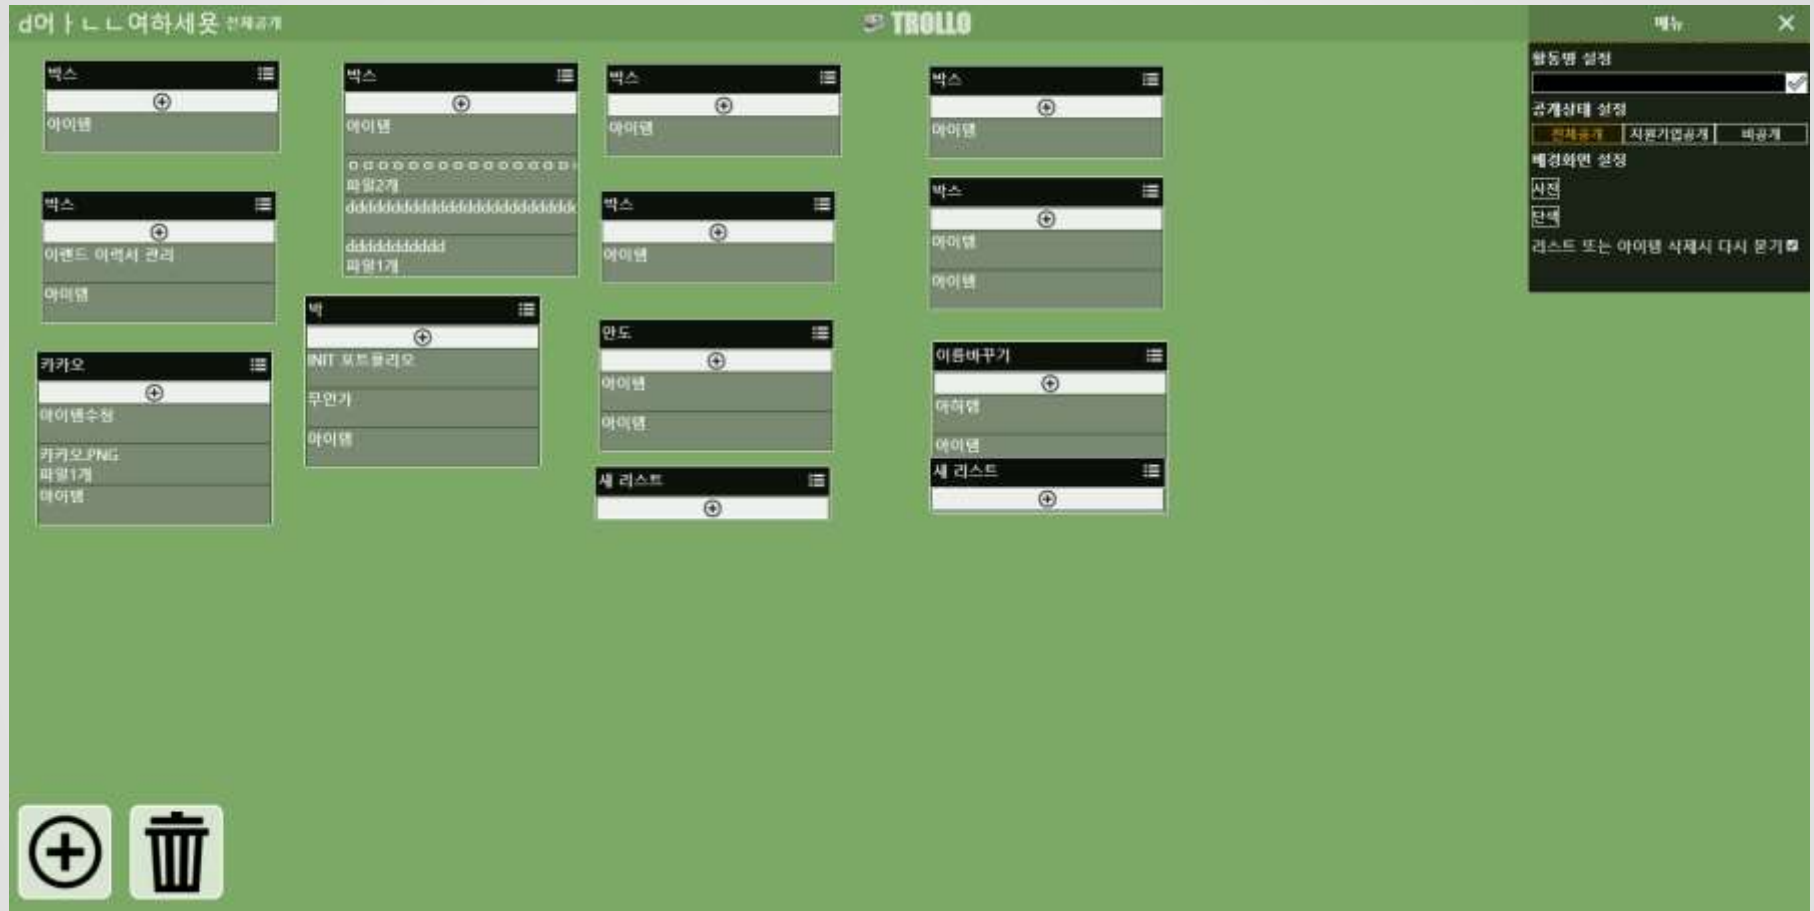 d어ㅏㄴㄴ여하세욧 전체공개
TROLLO
메뉴
박스
아이템
박스
이랜드 이력서 관리
아이템
카카오
아이템수정
카카오.PNG
파일1개
아이템
박스
아이템
ㅁㅁㅁㅁㅁㅁㅁㅁㅁㅁㅁㅁㅁㅁㅁ
파일2개
ddddddddddddddddddddddddd
ddddddddddd
파일1개
박
INIT 포트폴리오
무언가
아이템
박스
아이템
박스
아이템
만도
아이템
아이템
새 리스트
박스
아이템
박스
아이템
아이템
이름바꾸기
아하템
아이템
새 리스트
활동명 설정
공개상태 설정
전체공개 지원기업공개 비공개
배경화면 설정
사진
단색
리스트 또는 아이템 삭제시 다시 묻기